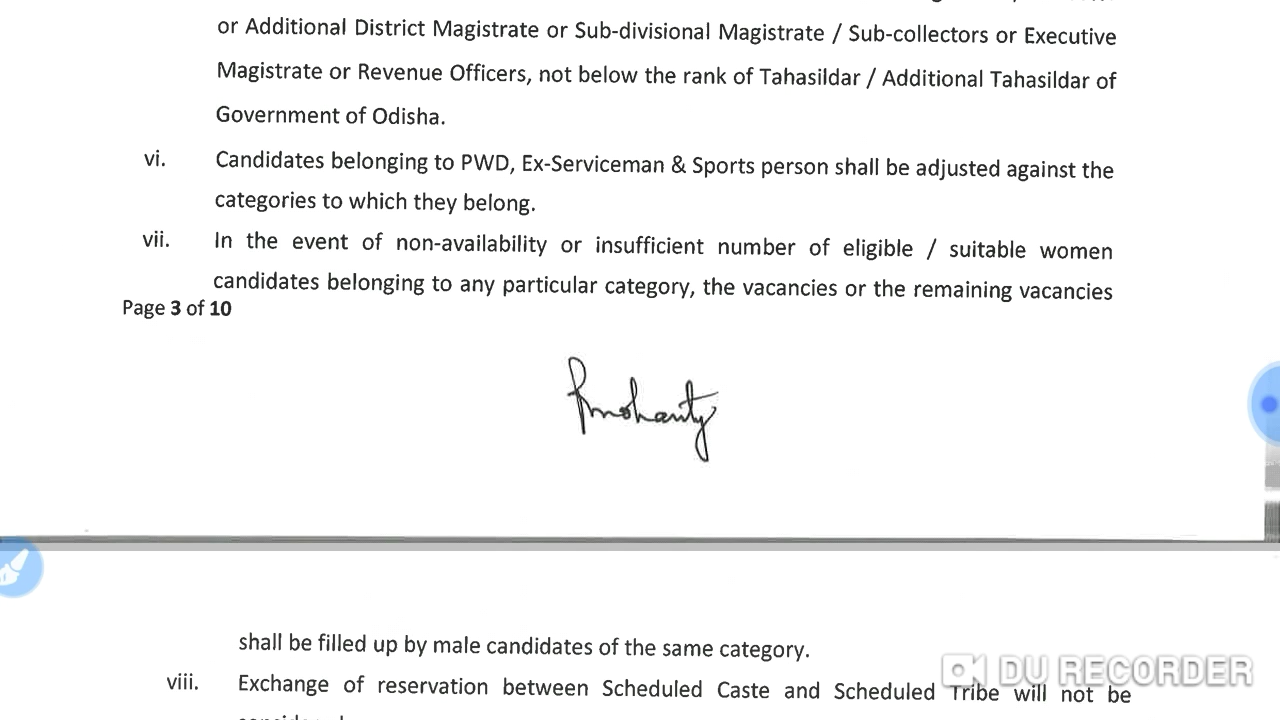 or Additional District Magistrate or Sub-divisional Magistrate / Sub-collectors or Executive
Magistrate or Revenue Officers, not below the rank of Tahasildar / Additional Tahasildar of
Government of Odisha.
vi. Candidates belonging to PWD, Ex-Serviceman & Sports person shall be adjusted against the
categories to which they belong.
vii. In the event of non-availability or insufficient number of eligible / suitable women
candidates belonging to any particular category, the vacancies or the remaining vacancies
Page 3 of 10
Pmohanty
shall be filled up by male candidates of the same category.
DU RECORDER
viii. Exchange of reservation between Scheduled Caste and Scheduled Tribe will not be